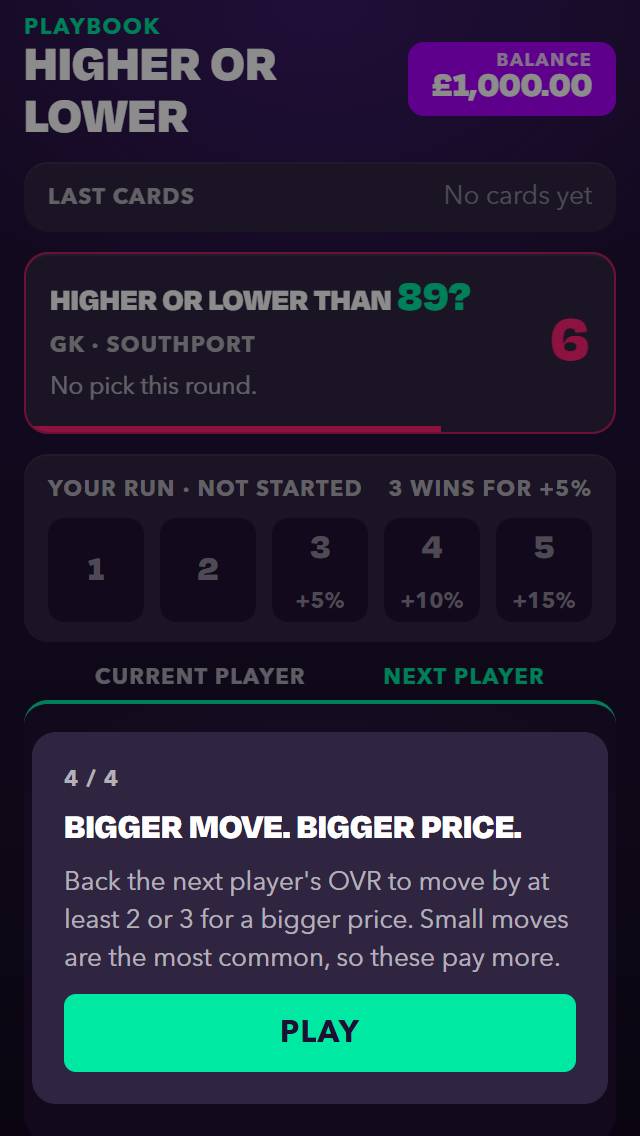 PLAYBOOK
HIGHER OR
LOWER
BALANCE
£1,000.00
LAST CARDS No cards yet
HIGHER OR LOWER THAN 89?
GK · SOUTHPORT
6
No pick this round.
YOUR RUN · NOT STARTED 3 WINS FOR +5%
1 2 3 4 5
+5% +10% +15%
CURRENT PLAYER NEXT PLAYER
4 / 4
BIGGER MOVE. BIGGER PRICE.
Back the next player's OVR to move by at
least 2 or 3 for a bigger price. Small moves
are the most common, so these pay more.
PLAY